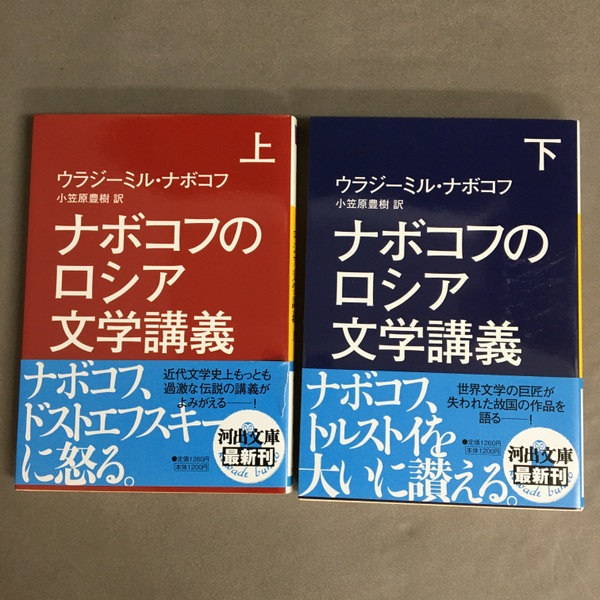 上
ウラジーミル・ナボコフ
小笠原豊樹 訳
ナボコフの
ロシア
文学講義
ナボコフ、
ドストエフスキー
に怒る。
近代文学史上もっとも
過激な伝説の講義が
よみがえる——!
●定価1260円
本体1200円
河出文庫
最新刊
下
ウラジーミル・ナボコフ
小笠原豊樹 訳
ナボコフの
ロシア
文学講義
ナボコフ、
トルストイを
大いに讃える。
世界文学の巨匠が
失われた故国の作品を
語る——!
●定価1260円
本体1200円
河出文庫
最新刊